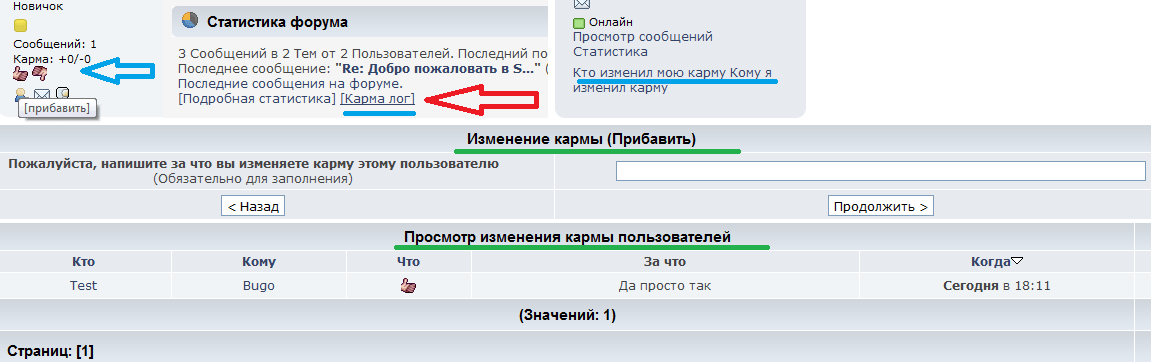 Новичок
Сообщений: 1
Карма: +0/-0
[прибавить]
Статистика форума
3 Сообщений в 2 Тем от 2 Пользователей. Последний по
Последнее сообщение: "Re: Добро пожаловать в S..." (
Последние сообщения на форуме.
[Подробная статистика] [Карма лог]
Онлайн
Просмотр сообщений
Статистика
Кто изменил мою карму Кому я
изменил карму
Изменение кармы (Прибавить)
Пожалуйста, напишите за что вы изменяете карму этому пользователю
(Обязательно для заполнения)
< Назад Продолжить >
Просмотр изменения кармы пользователей
Кто Кому Что За что Когда
Test Bugo Да просто так Сегодня в 18:11
(Значений: 1)
Страниц: [1]